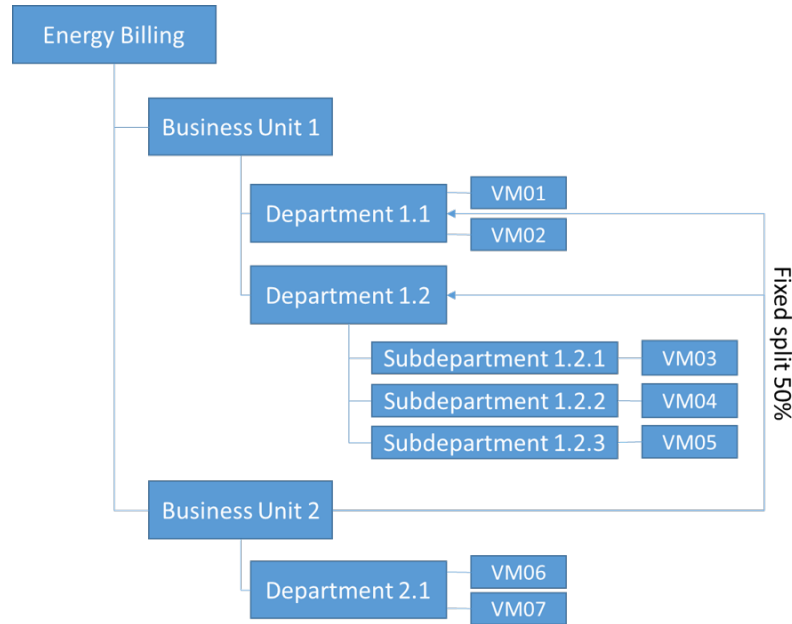 Energy Billing
Business Unit 1
Department 1.1
VM01
VM02
Department 1.2
Subdepartment 1.2.1
VM03
Subdepartment 1.2.2
VM04
Subdepartment 1.2.3
VM05
Fixed split 50%
Business Unit 2
Department 2.1
VM06
VM07